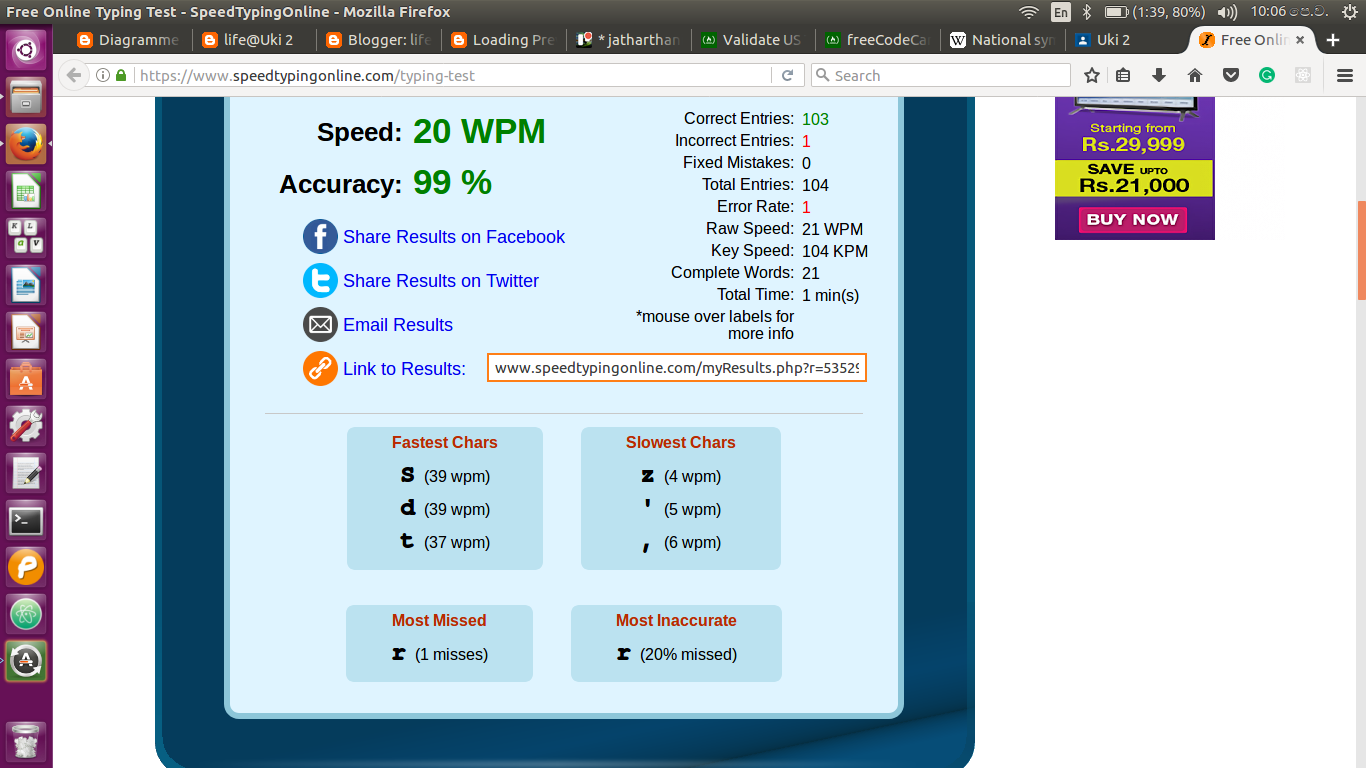 Free Online Typing Test - SpeedTypingOnline - Mozilla Firefox
En (1:39, 80%) 10:06 පෙ.ව.
Diagramme life@Uki 2 Blogger: life Loading Pre * jatharthan Validate US freeCodeCa National syn Uki 2 Free Onlin
https://www.speedtypingonline.com/typing-test Search
Speed: 20 WPM
Accuracy: 99 %
Share Results on Facebook
Share Results on Twitter
Email Results
Link to Results: www.speedtypingonline.com/myResults.php?r=53529
Correct Entries: 103
Incorrect Entries: 1
Fixed Mistakes: 0
Total Entries: 104
Error Rate: 1
Raw Speed: 21 WPM
Key Speed: 104 KPM
Complete Words: 21
Total Time: 1 min(s)
*mouse over labels for
more info
Fastest Chars
S (39 wpm)
d (39 wpm)
t (37 wpm)
Slowest Chars
z (4 wpm)
' (5 wpm)
, (6 wpm)
Most Missed
r (1 misses)
Most Inaccurate
r (20% missed)
Starting from
Rs.29,999
SAVE UPTO
Rs.21,000
BUY NOW
K L
a V